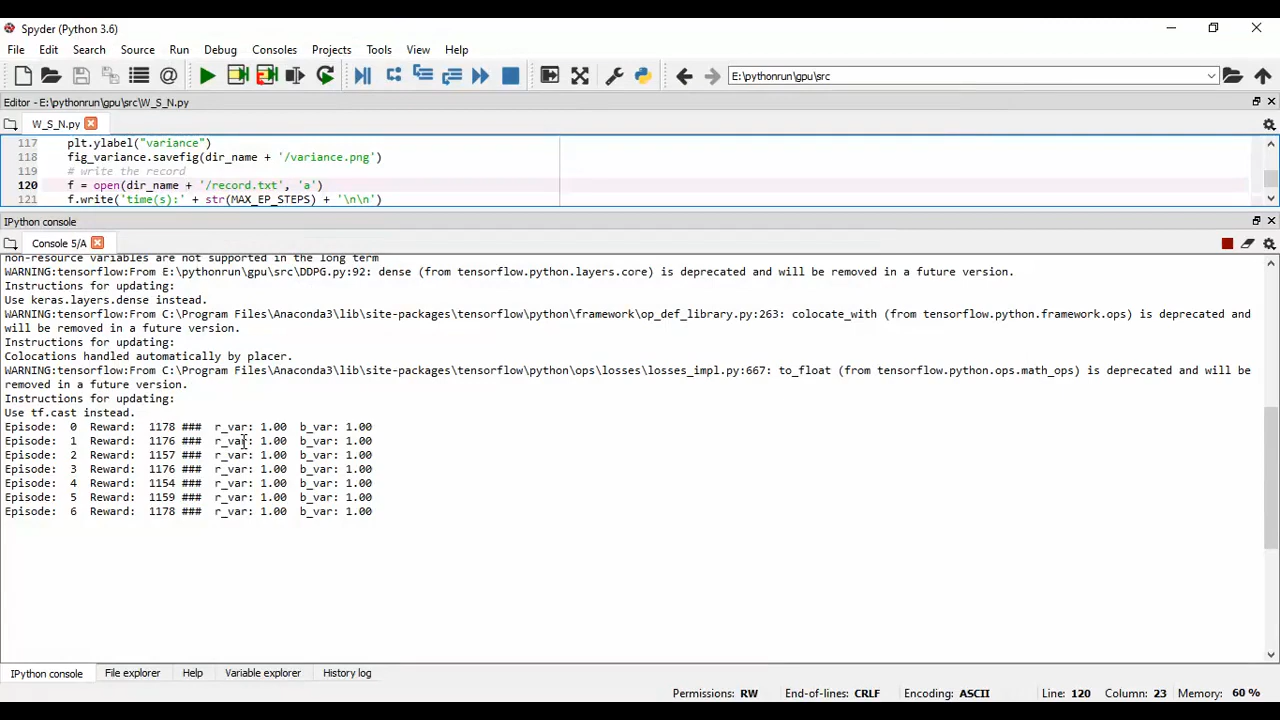 Spyder (Python 3.6)
File Edit Search Source Run Debug Consoles Projects Tools View Help
E:\pythonrun\gpu\src
Editor - E:\pythonrun\gpu\src\W_S_N.py
W_S_N.py
117 plt.ylabel("variance")
118 fig_variance.savefig(dir_name + '/variance.png')
119 # write the record
120 f = open(dir_name + '/record.txt', 'a')
121 f.write('time(s):' + str(MAX_EP_STEPS) + '\n\n')
IPython console
Console 5/A
non-resource variables are not supported in the long term
WARNING:tensorflow:From E:\pythonrun\gpu\src\DDPG.py:92: dense (from tensorflow.python.layers.core) is deprecated and will be removed in a future version.
Instructions for updating:
Use keras.layers.dense instead.
WARNING:tensorflow:From C:\Program Files\Anaconda3\lib\site-packages\tensorflow\python\framework\op_def_library.py:263: colocate_with (from tensorflow.python.framework.ops) is deprecated and
will be removed in a future version.
Instructions for updating:
Colocations handled automatically by placer.
WARNING:tensorflow:From C:\Program Files\Anaconda3\lib\site-packages\tensorflow\python\ops\losses\losses_impl.py:667: to_float (from tensorflow.python.ops.math_ops) is deprecated and will be
removed in a future version.
Instructions for updating:
Use tf.cast instead.
Episode: 0 Reward: 1178 ### r_var: 1.00 b_var: 1.00
Episode: 1 Reward: 1176 ### r_var: 1.00 b_var: 1.00
Episode: 2 Reward: 1157 ### r_var: 1.00 b_var: 1.00
Episode: 3 Reward: 1176 ### r_var: 1.00 b_var: 1.00
Episode: 4 Reward: 1154 ### r_var: 1.00 b_var: 1.00
Episode: 5 Reward: 1159 ### r_var: 1.00 b_var: 1.00
Episode: 6 Reward: 1178 ### r_var: 1.00 b_var: 1.00
IPython console File explorer Help Variable explorer History log
Permissions: RW End-of-lines: CRLF Encoding: ASCII Line: 120 Column: 23 Memory: 60 %